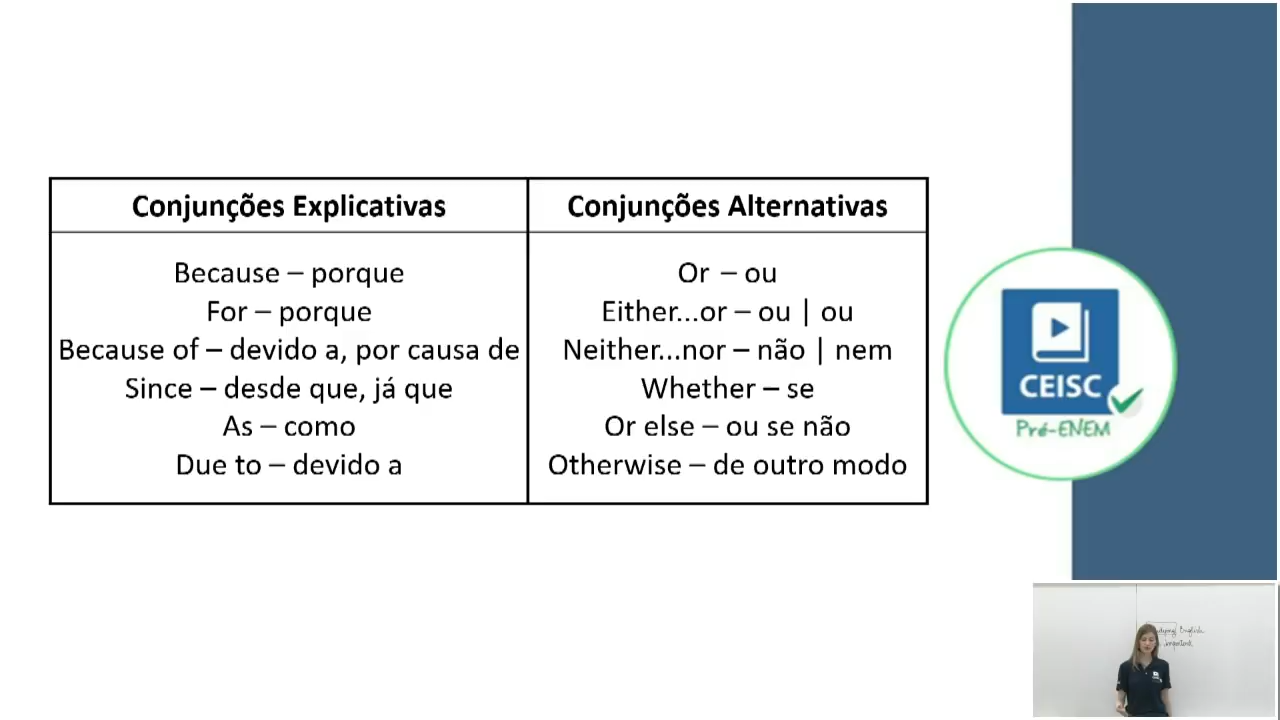 Conjunções Explicativas
Because – porque
For – porque
Because of – devido a, por causa de
Since – desde que, já que
As – como
Due to – devido a
Conjunções Alternativas
Or – ou
Either...or – ou | ou
Neither...nor – não | nem
Whether – se
Or else – ou se não
Otherwise – de outro modo
CEISC
Pré-ENEM
English